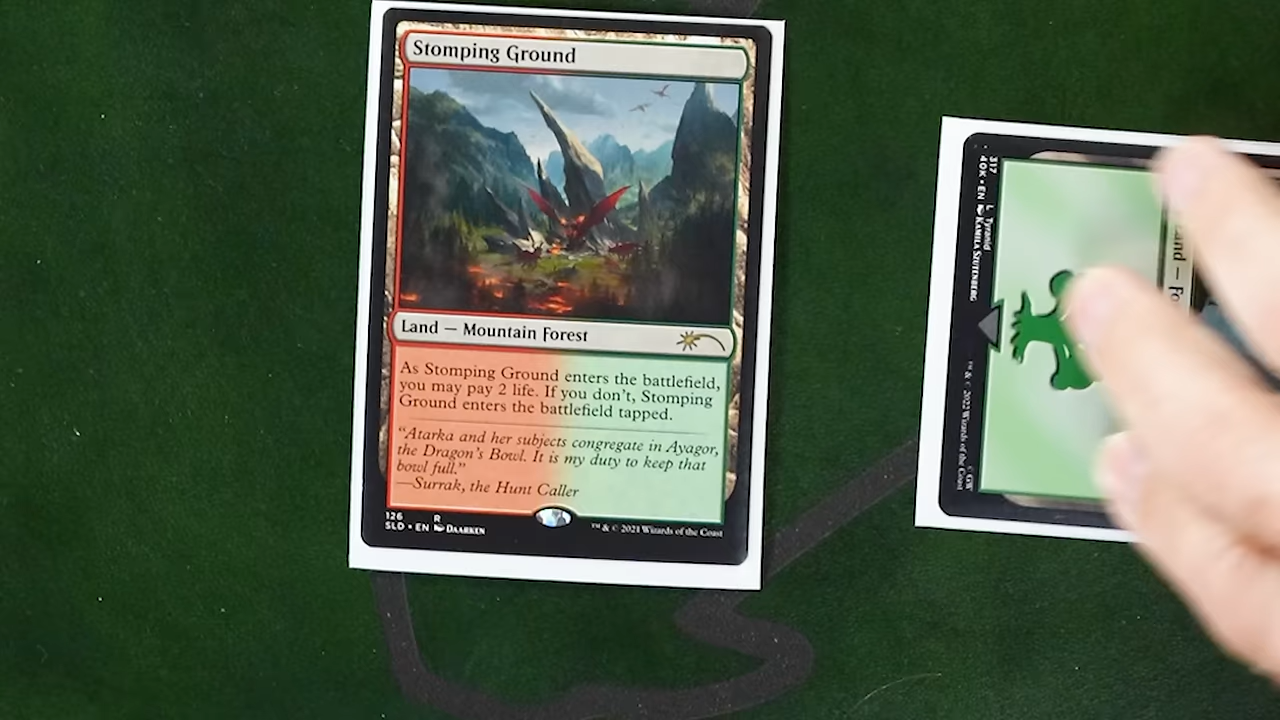 Stomping Ground
Land — Mountain Forest
As Stomping Ground enters the battlefield,
you may pay 2 life. If you don't, Stomping
Ground enters the battlefield tapped.
"Atarka and her subjects congregate in Ayagor,
the Dragon's Bowl. It is my duty to keep that
bowl full."
—Surrak, the Hunt Caller
126 R
SLD • EN DAARKEN
™ & © 2021 Wizards of the Coast
317 L Tyranid
40K • EN KAMILA SZUTENBERG
™ & © 2022 Wizards of the Coast
© GW